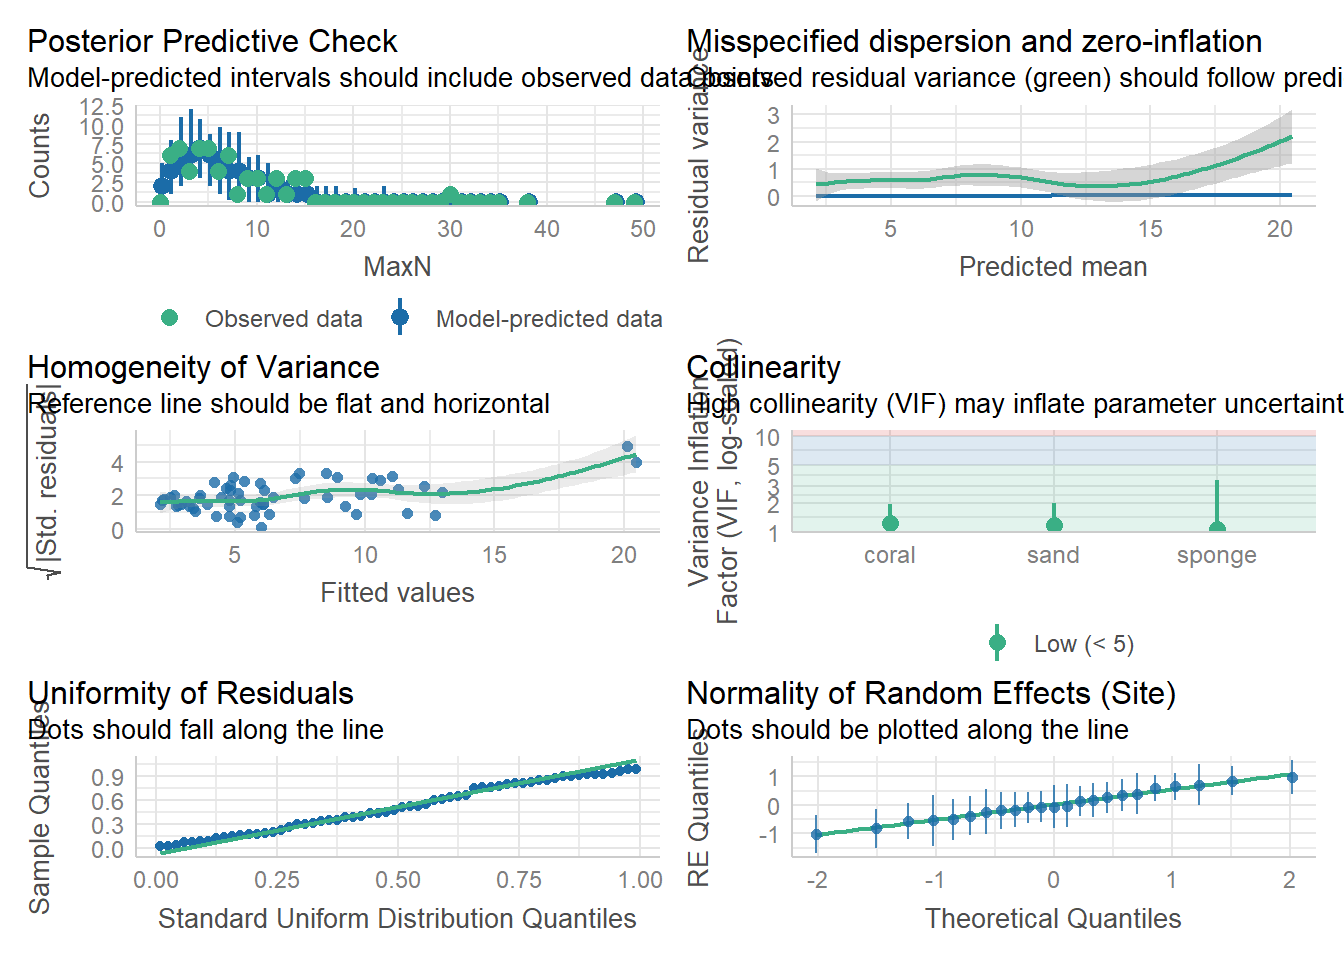 Posterior Predictive Check
Model-predicted intervals should include observed data points
Counts
12.5
10.0
7.5
5.0
2.5
0.0
0 10 20 30 40 50
MaxN
Observed data Model-predicted data
Misspecified dispersion and zero-inflation
Observed residual variance (green) should follow predi
Residual variance
3
2
1
0
5 10 15 20
Predicted mean
Homogeneity of Variance
Reference line should be flat and horizontal
√|Std. residuals|
4
2
0
5 10 15 20
Fitted values
Collinearity
High collinearity (VIF) may inflate parameter uncertaint
Variance Inflation
Factor (VIF, log-scaled)
10
5
3
2
1
coral sand sponge
Low (< 5)
Uniformity of Residuals
Dots should fall along the line
Sample Quantiles
0.9
0.6
0.3
0.0
0.00 0.25 0.50 0.75 1.00
Standard Uniform Distribution Quantiles
Normality of Random Effects (Site)
Dots should be plotted along the line
RE Quantiles
1
0
-1
-2 -1 0 1 2
Theoretical Quantiles